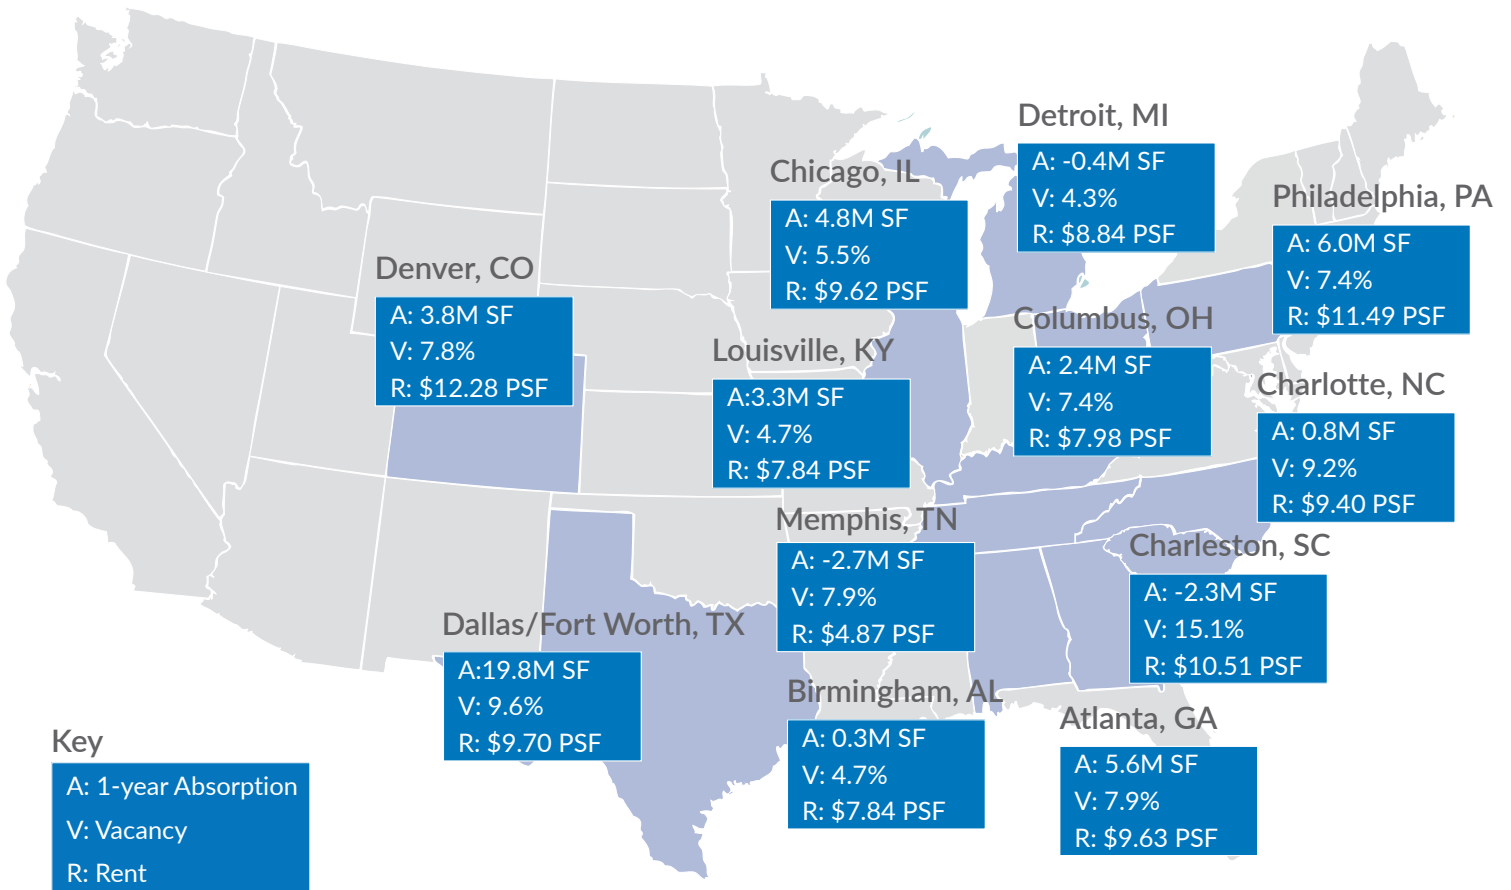 Detroit, MI
A: -0.4M SF
V: 4.3%
R: $8.84 PSF
Chicago, IL
A: 4.8M SF
V: 5.5%
R: $9.62 PSF
Philadelphia, PA
A: 6.0M SF
V: 7.4%
R: $11.49 PSF
Denver, CO
A: 3.8M SF
V: 7.8%
R: $12.28 PSF
Columbus, OH
A: 2.4M SF
V: 7.4%
R: $7.98 PSF
Louisville, KY
A:3.3M SF
V: 4.7%
R: $7.84 PSF
Charlotte, NC
A: 0.8M SF
V: 9.2%
R: $9.40 PSF
Memphis, TN
A: -2.7M SF
V: 7.9%
R: $4.87 PSF
Charleston, SC
A: -2.3M SF
V: 15.1%
R: $10.51 PSF
Dallas/Fort Worth, TX
A:19.8M SF
V: 9.6%
R: $9.70 PSF
Birmingham, AL
A: 0.3M SF
V: 4.7%
R: $7.84 PSF
Atlanta, GA
A: 5.6M SF
V: 7.9%
R: $9.63 PSF
Key
A: 1-year Absorption
V: Vacancy
R: Rent